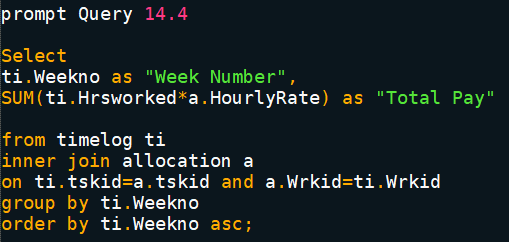 prompt Query 14.4
Select
ti.Weekno as "Week Number",
SUM(ti.Hrsworked*a.HourlyRate) as "Total Pay"
from timelog ti
inner join allocation a
on ti.tskid=a.tskid and a.Wrkid=ti.Wrkid
group by ti.Weekno
order by ti.Weekno asc;